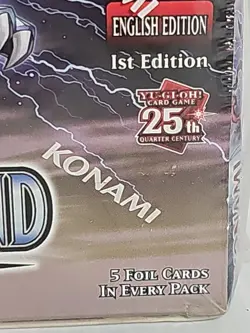 ENGLISH EDITION
1st Edition
YU-GI-OH!
CARD GAME
25th
QUARTER CENTURY
KONAMI
ND
5 FOIL CARDS
IN EVERY PACK